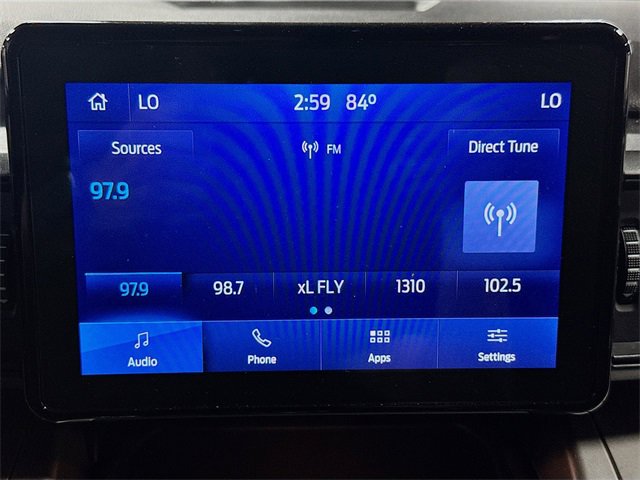 LO 2:59 84° LO
Sources FM Direct Tune
97.9
97.9 98.7 xL FLY 1310 102.5
Audio Phone Apps Settings